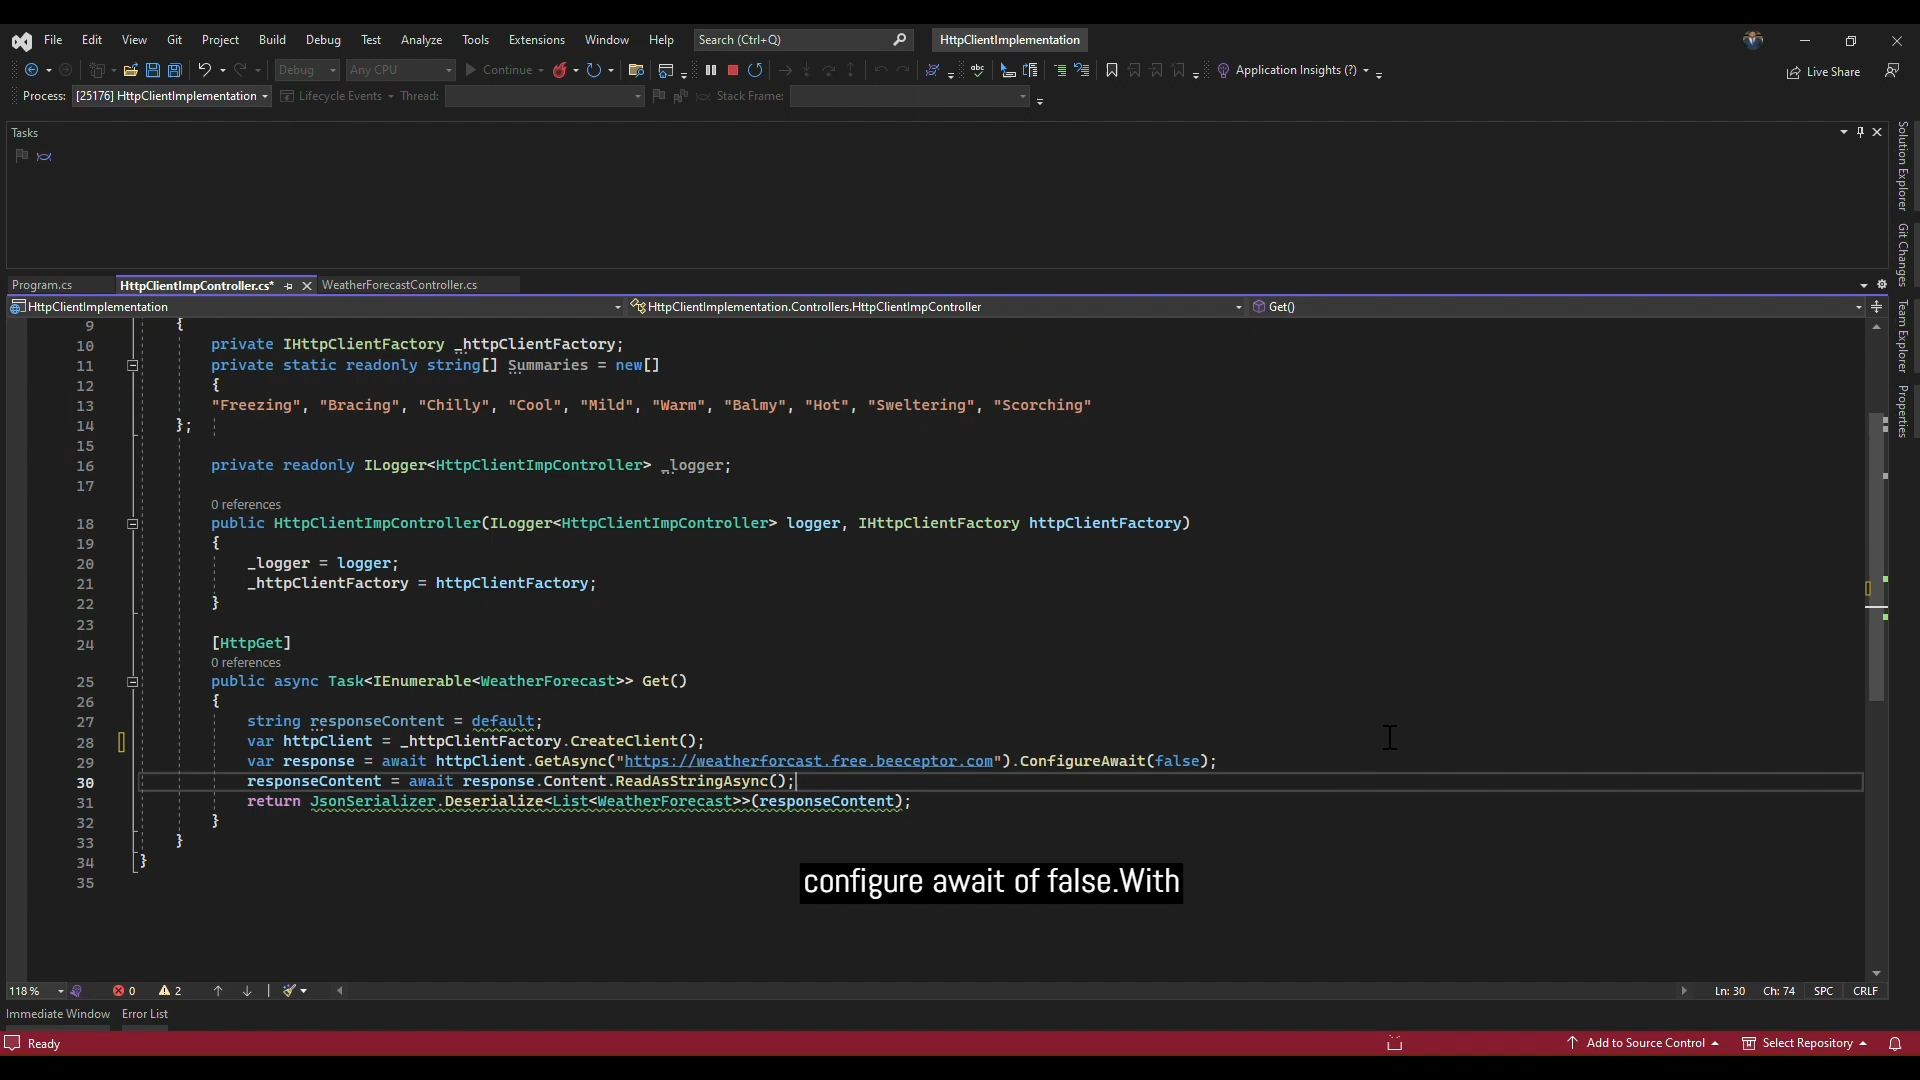 File Edit View Git Project Build Debug Test Analyze Tools Extensions Window Help Search (Ctrl+Q) HttpClientImplementation
Debug Any CPU Continue Application Insights (?) Live Share
Process: [25176] HttpClientImplementation Lifecycle Events Thread: Stack Frame:
Tasks
Program.cs HttpClientImpController.cs* WeatherForecastController.cs
HttpClientImplementation HttpClientImplementation.Controllers.HttpClientImpController Get()
9 {
10 private IHttpClientFactory _httpClientFactory;
11 private static readonly string[] Summaries = new[]
12 {
13 "Freezing", "Bracing", "Chilly", "Cool", "Mild", "Warm", "Balmy", "Hot", "Sweltering", "Scorching"
14 };
15
16 private readonly ILogger<HttpClientImpController> _logger;
17
0 references
18 public HttpClientImpController(ILogger<HttpClientImpController> logger, IHttpClientFactory httpClientFactory)
19 {
20 _logger = logger;
21 _httpClientFactory = httpClientFactory;
22 }
23
24 [HttpGet]
0 references
25 public async Task<IEnumerable<WeatherForecast>> Get()
26 {
27 string responseContent = default;
28 var httpClient = _httpClientFactory.CreateClient();
29 var response = await httpClient.GetAsync("https://weatherforcast.free.beeceptor.com").ConfigureAwait(false);
30 responseContent = await response.Content.ReadAsStringAsync();
31 return JsonSerializer.Deserialize<List<WeatherForecast>>(responseContent);
32 }
33 }
34 }
35
configure await of false.With
118 % 0 2 Ln: 30 Ch: 74 SPC CRLF
Immediate Window Error List
Ready Add to Source Control Select Repository
Solution Explorer
Git Changes
Team Explorer
Properties